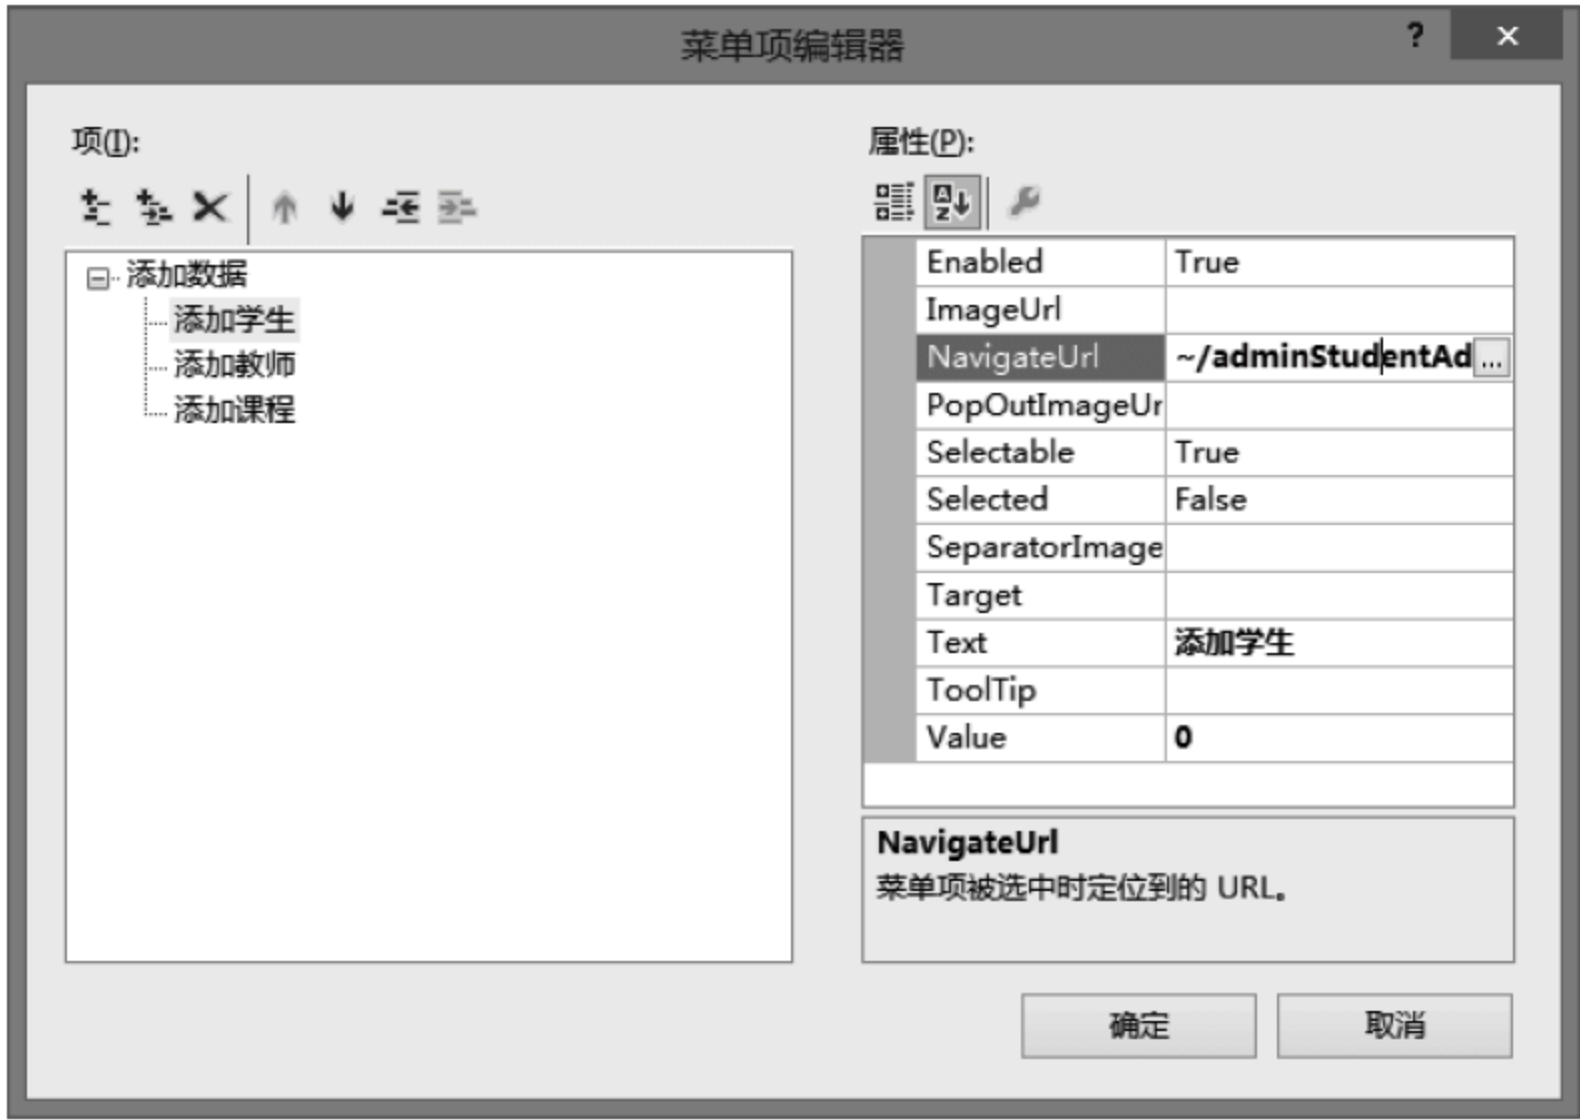 菜单项编辑器
?
×
项(I):
添加数据
添加学生
添加教师
添加课程
属性(P):
Enabled True
ImageUrl
NavigateUrl ~/adminStudentAd ...
PopOutImageUr
Selectable True
Selected False
SeparatorImage
Target
Text 添加学生
ToolTip
Value 0
NavigateUrl
菜单项被选中时定位到的 URL。
确定
取消